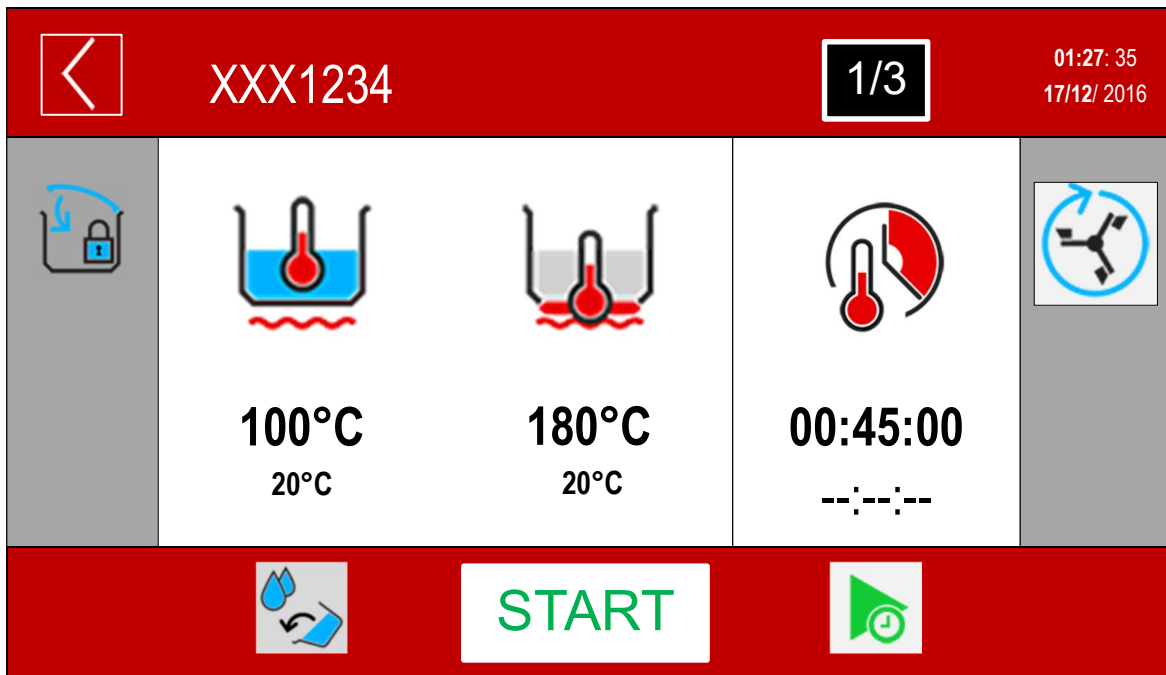 XXX1234
1/3
01:27: 35
17/12/ 2016
100°C
180°C
00:45:00
20°C
20°C
--:--:--
START